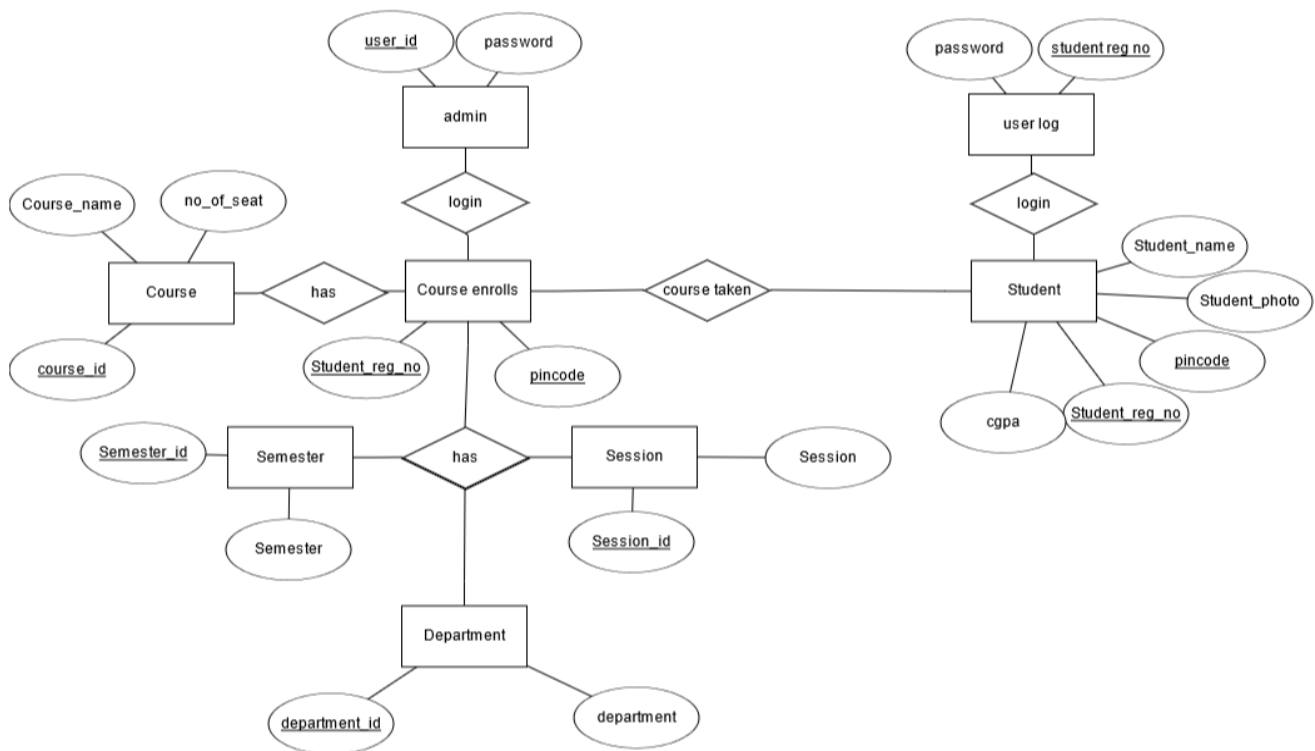 user_id
password
password
student reg no
admin
user log
login
login
Course_name
no_of_seat
Student_name
Course
has
Course enrolls
course taken
Student
Student_photo
course_id
Student_reg_no
pincode
pincode
cgpa
Student_reg_no
Semester_id
Semester
has
Session
Session
Semester
Session_id
Department
department_id
department